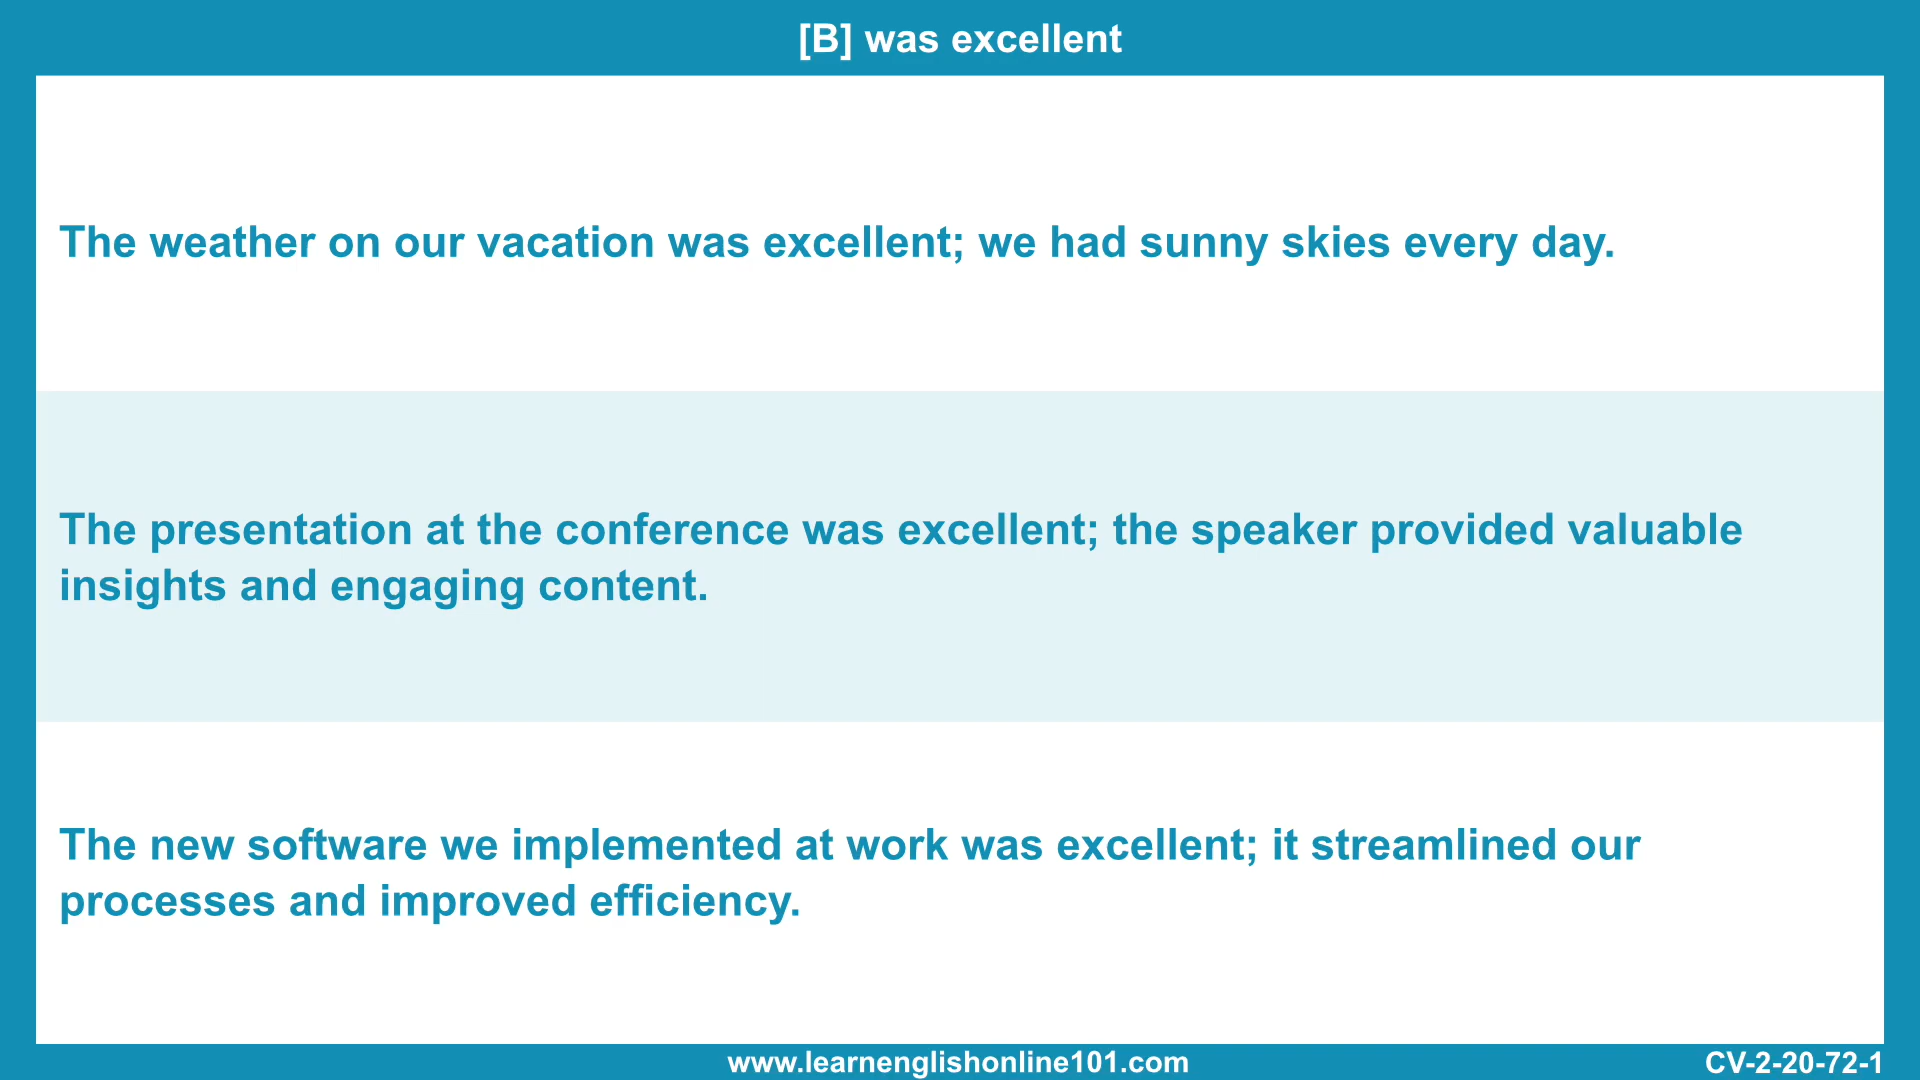 [B] was excellent
The weather on our vacation was excellent; we had sunny skies every day.
The presentation at the conference was excellent; the speaker provided valuable
insights and engaging content.
The new software we implemented at work was excellent; it streamlined our
processes and improved efficiency.
www.learnenglishonline101.com
CV-2-20-72-1